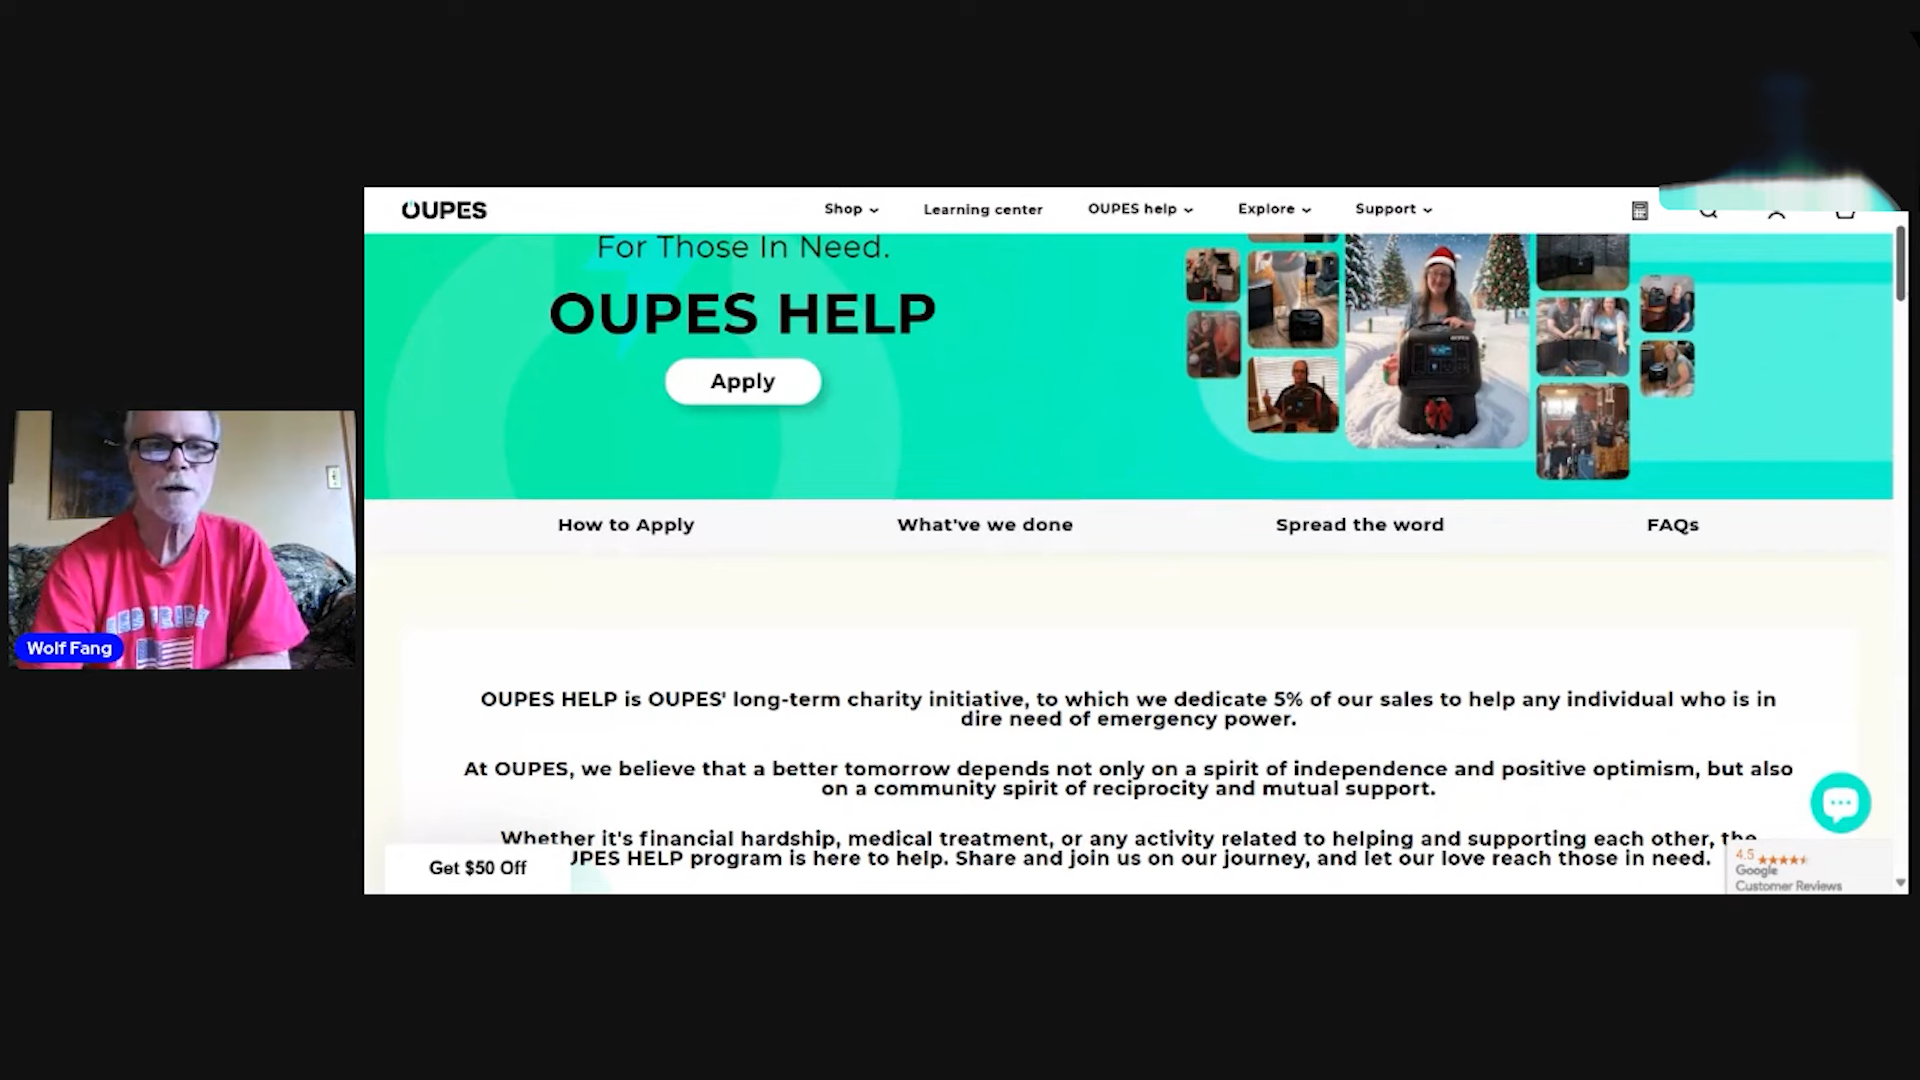 OUPES
Shop
Learning center
OUPES help
Explore
Support
For Those In Need.
OUPES HELP
Apply
How to Apply
What've we done
Spread the word
FAQs
Wolf Fang
OUPES HELP is OUPES' long-term charity initiative, to which we dedicate 5% of our sales to help any individual who is in
dire need of emergency power.
At OUPES, we believe that a better tomorrow depends not only on a spirit of independence and positive optimism, but also
on a community spirit of reciprocity and mutual support.
Whether it's financial hardship, medical treatment, or any activity related to helping and supporting each other, the
UPES HELP program is here to help. Share and join us on our journey, and let our love reach those in need.
Get $50 Off
4.5
Google
Customer Reviews